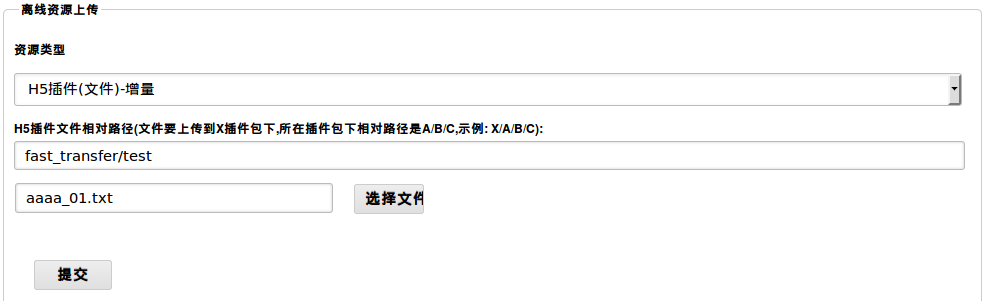 离线资源上传
资源类型
H5插件(文件)-增量
H5插件文件相对路径(文件要上传到X插件包下,所在插件包下相对路径是A/B/C,示例: X/A/B/C):
fast_transfer/test
aaaa_01.txt 选择文件
提交